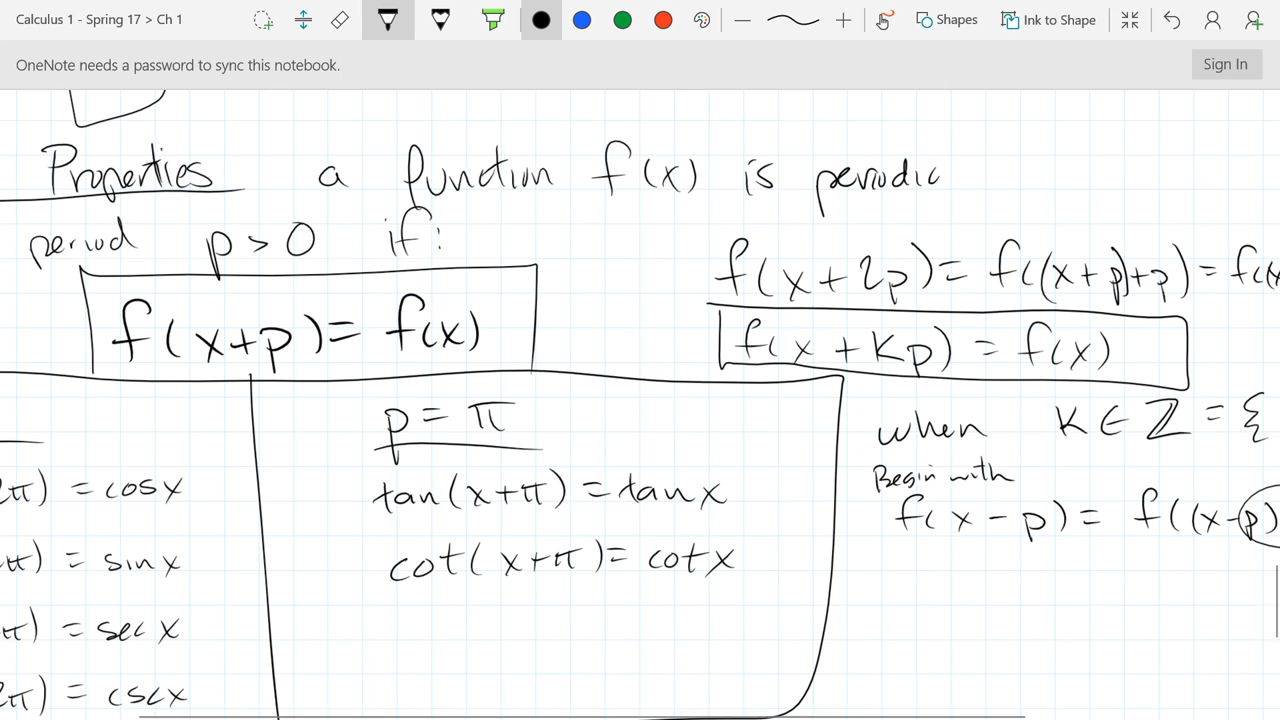 Calculus 1 - Spring 17 > Ch 1
Shapes
Ink to Shape
OneNote needs a password to sync this notebook.
Sign In
Properties a function f(x) is periodic
period p > 0 if:
f(x+p) = f(x)
f(x+2p) = f((x+p)+p) = f(x
f(x + kp) = f(x)
when k ∈ ℤ = {
Begin with
f(x - p) = f((x-p)
p = π
tan(x+π) = tan x
cot(x+π) = cot x
2π) = cos x
π) = sin x
π) = sec x
2π) = csc x